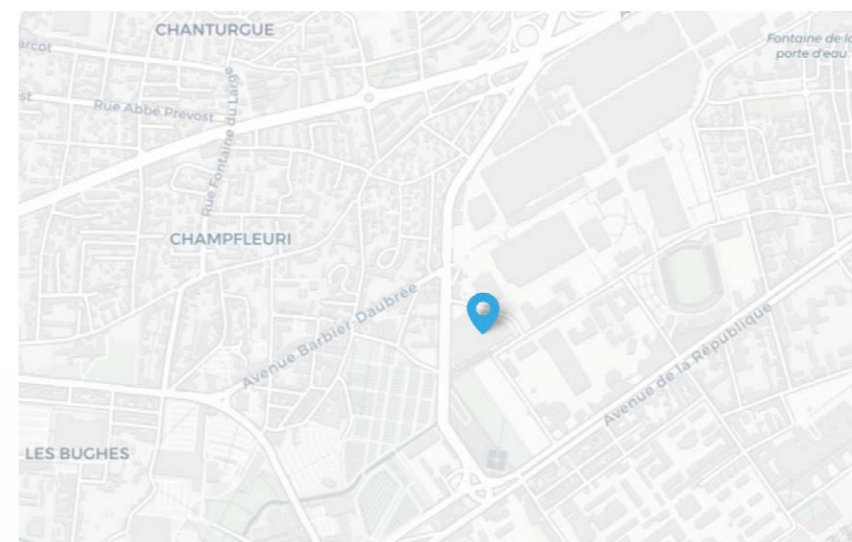 CHANTURGUE
Fontaine de la
porte d'eau
arcot
Rue Abbé Prevost
Rue Fontaine du Large
CHAMPFLEURI
Avenue Barbier-Daubrée
Avenue de la République
LES BUGHES